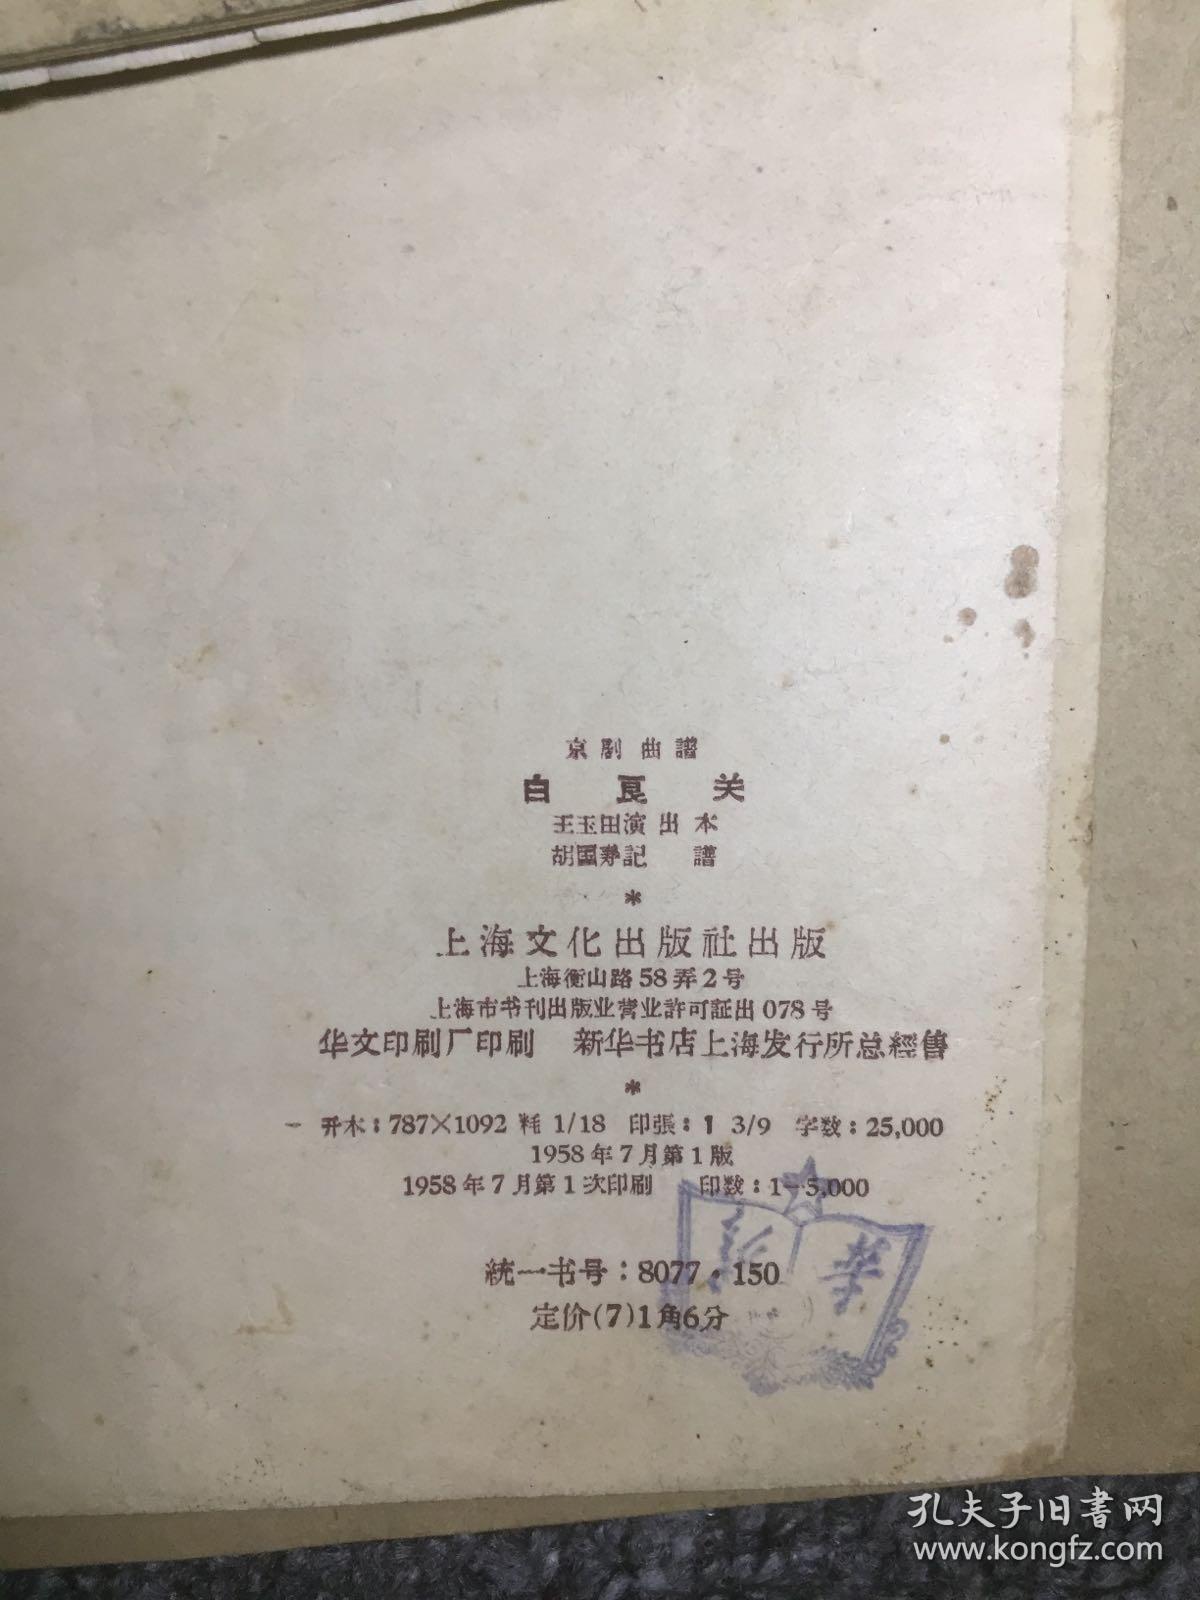 京剧曲譜
白良关
王玉田演出本
胡国夀記 譜
*
上海文化出版社出版
上海衡山路58弄2号
上海市书刊出版业营业許可証出078号
华文印刷厂印刷 新华书店上海发行所总經售
*
开本:787×1092 粍 1/18 印張:1 3/9 字数:25,000
1958年7月第1版
1958年7月第1次印刷 印数:1—5,000
統一书号:8077·150
定价(7)1角6分
新华
孔夫子旧書网
www.kongfz.com